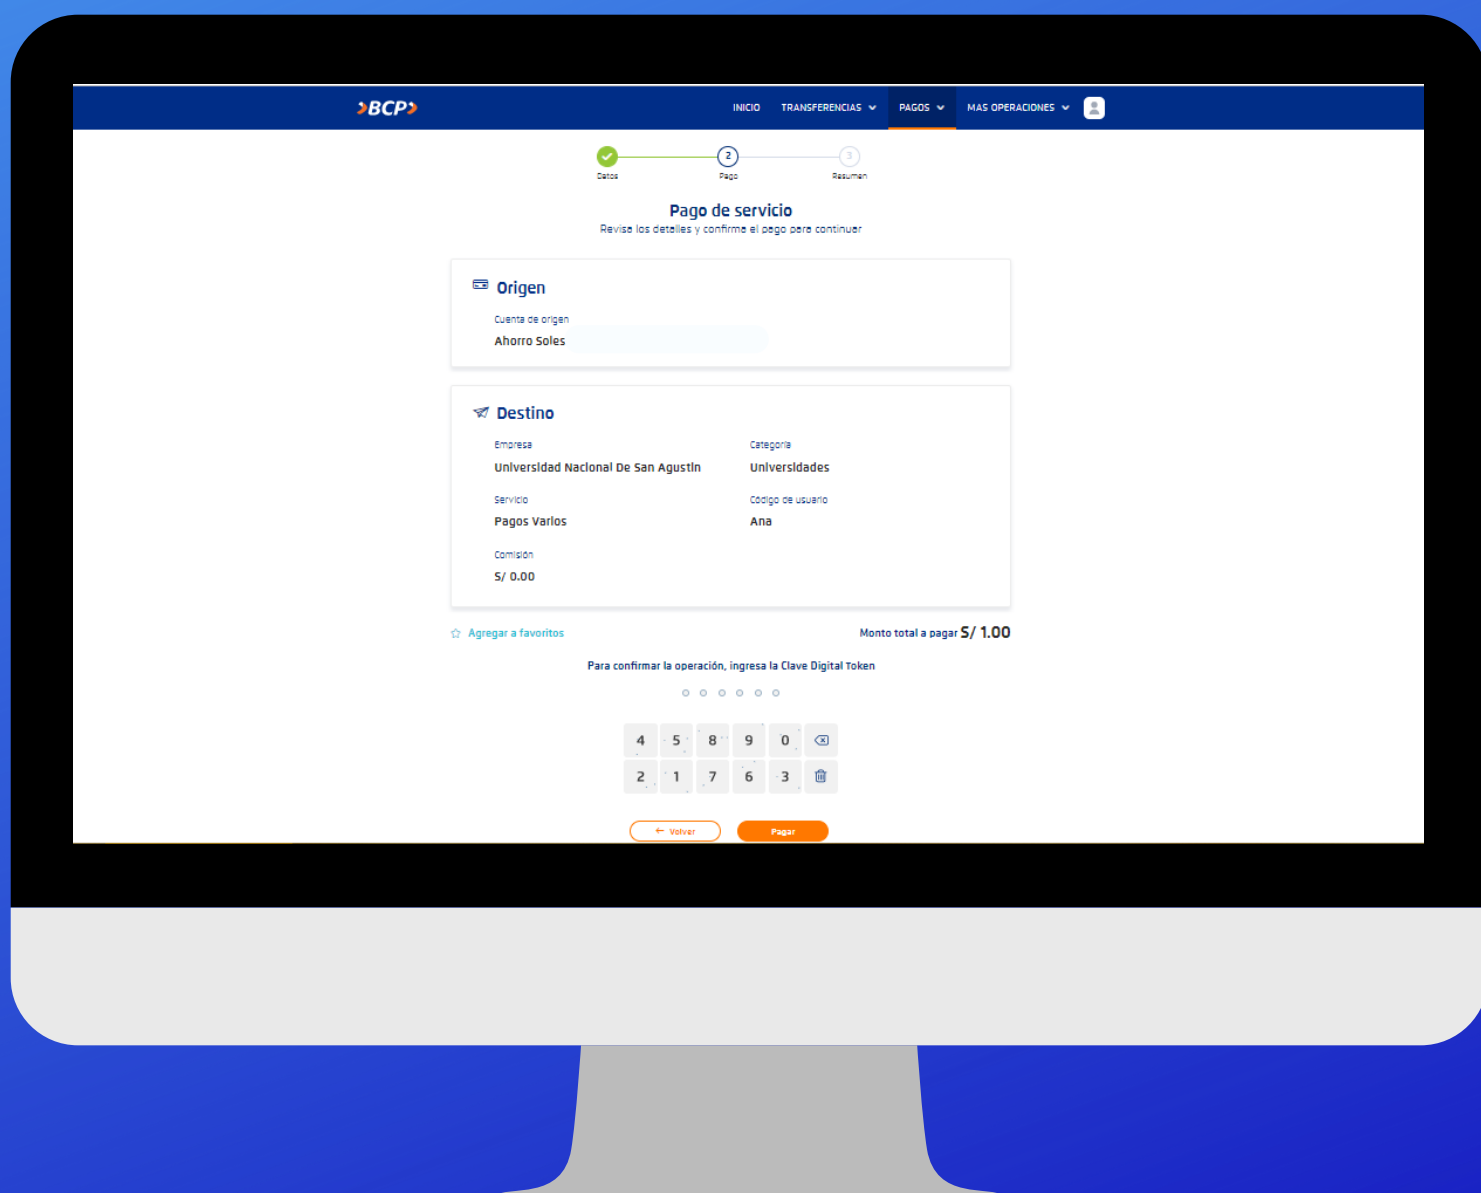 BCP
INICIO TRANSFERENCIAS PAGOS MAS OPERACIONES
2 3
Datos Pago Resumen
Pago de servicio
Revisa los detalles y confirma el pago para continuar
Origen
Cuenta de origen
Ahorro Soles
Destino
Empresa Categoría
Universidad Nacional De San Agustin Universidades
Servicio Código de usuario
Pagos Varios Ana
Comisión
S/ 0.00
Agregar a favoritos Monto total a pagar S/ 1.00
Para confirmar la operación, ingresa la Clave Digital Token
4 5 8 9 0
2 1 7 6 3
← Volver Pagar